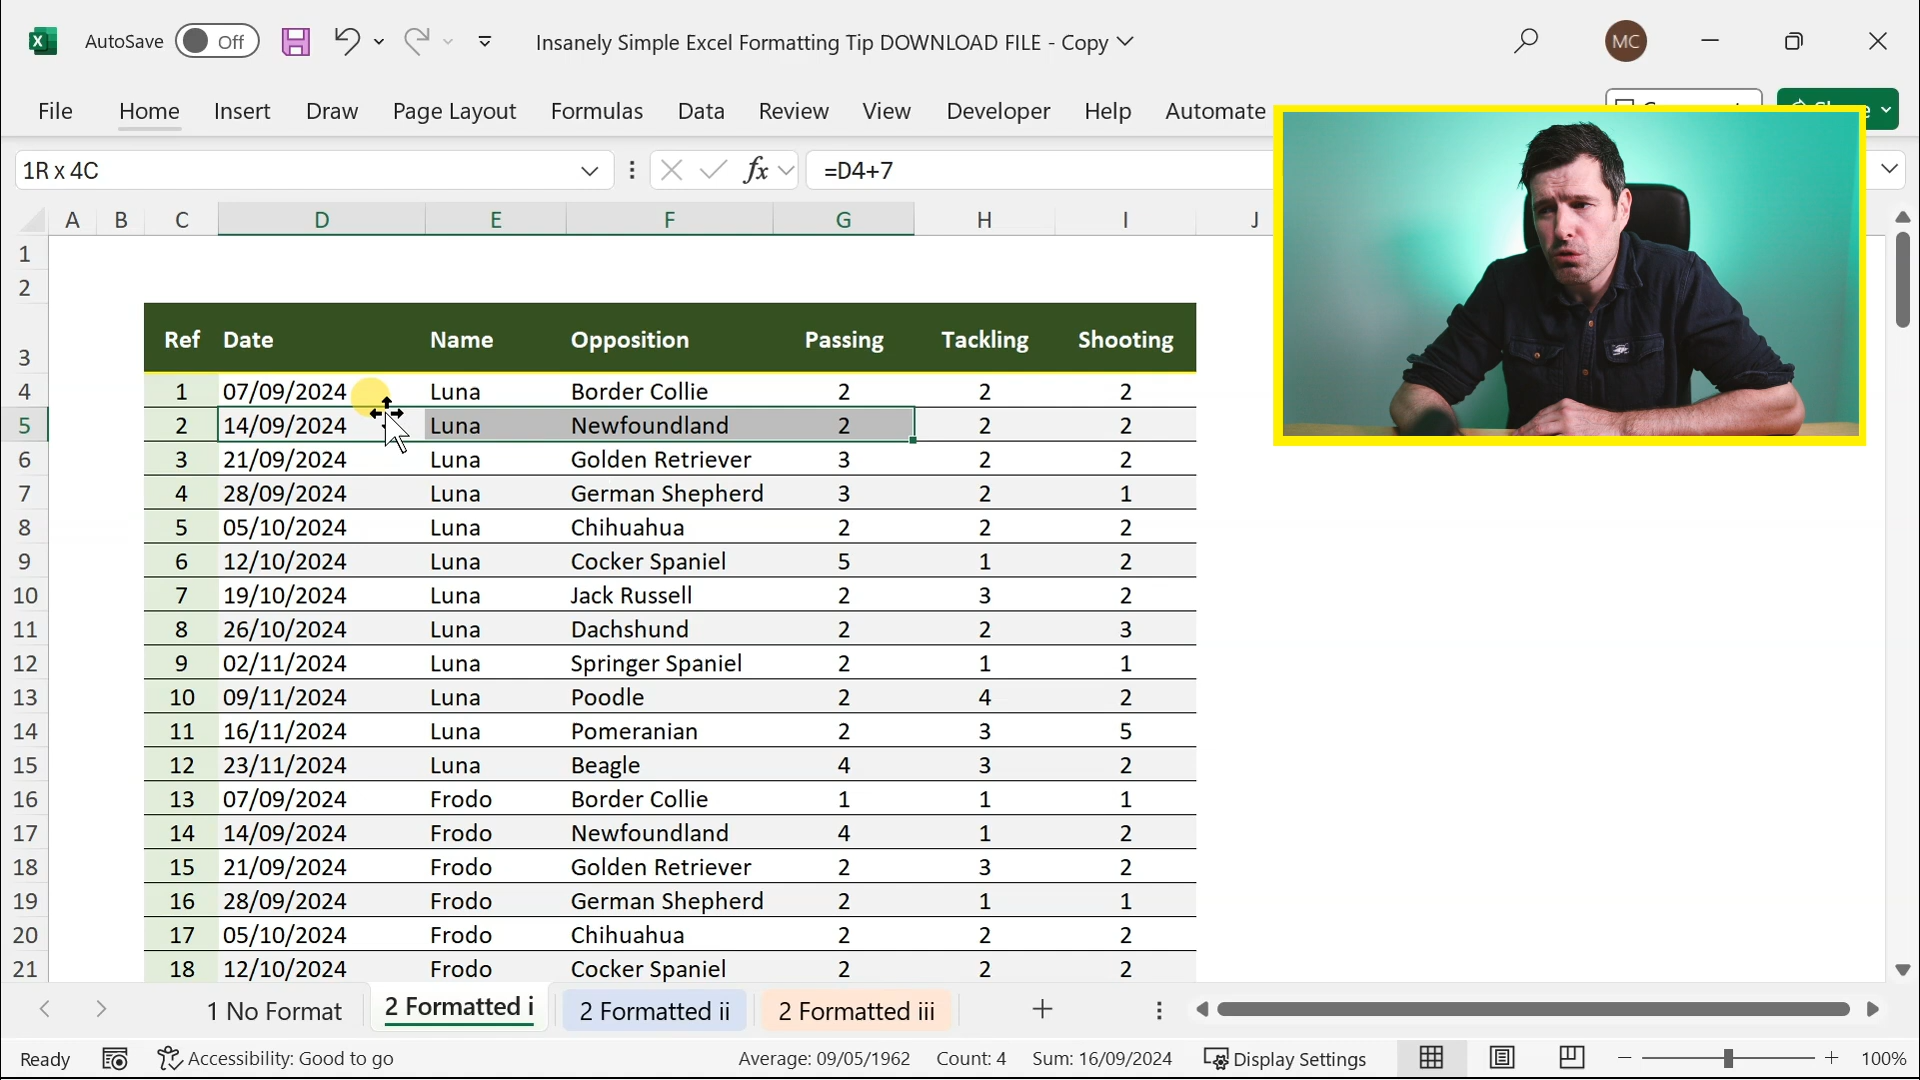 AutoSave Off Insanely Simple Excel Formatting Tip DOWNLOAD FILE - Copy MC
File Home Insert Draw Page Layout Formulas Data Review View Developer Help Automate
1R x 4C fx =D4+7
A B C D E F G H I J
1
2
3 Ref Date Name Opposition Passing Tackling Shooting
4 1 07/09/2024 Luna Border Collie 2 2 2
5 2 14/09/2024 Luna Newfoundland 2 2 2
6 3 21/09/2024 Luna Golden Retriever 3 2 2
7 4 28/09/2024 Luna German Shepherd 3 2 1
8 5 05/10/2024 Luna Chihuahua 2 2 2
9 6 12/10/2024 Luna Cocker Spaniel 5 1 2
10 7 19/10/2024 Luna Jack Russell 2 3 2
11 8 26/10/2024 Luna Dachshund 2 2 3
12 9 02/11/2024 Luna Springer Spaniel 2 1 1
13 10 09/11/2024 Luna Poodle 2 4 2
14 11 16/11/2024 Luna Pomeranian 2 3 5
15 12 23/11/2024 Luna Beagle 4 3 2
16 13 07/09/2024 Frodo Border Collie 1 1 1
17 14 14/09/2024 Frodo Newfoundland 4 1 2
18 15 21/09/2024 Frodo Golden Retriever 2 3 2
19 16 28/09/2024 Frodo German Shepherd 2 1 1
20 17 05/10/2024 Frodo Chihuahua 2 2 2
21 18 12/10/2024 Frodo Cocker Spaniel 2 2 2
1 No Format 2 Formatted i 2 Formatted ii 2 Formatted iii
Ready Accessibility: Good to go Average: 09/05/1962 Count: 4 Sum: 16/09/2024 Display Settings 100%